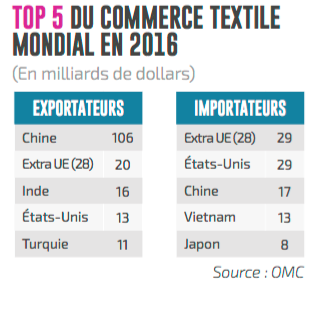 TOP 5 DU COMMERCE TEXTILE
MONDIAL EN 2016
(En milliards de dollars)
EXPORTATEURS
Chine 106
Extra UE (28) 20
Inde 16
États-Unis 13
Turquie 11
IMPORTATEURS
Extra UE (28) 29
États-Unis 29
Chine 17
Vietnam 13
Japon 8
Source : OMC